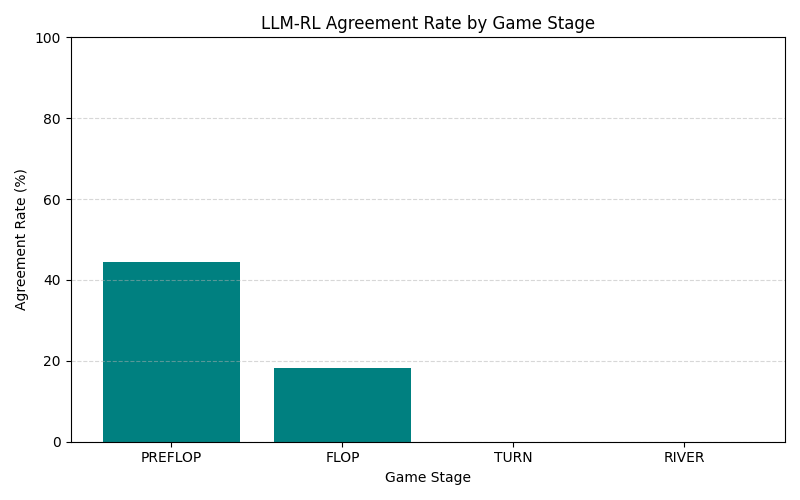 LLM-RL Agreement Rate by Game Stage
100
80
60
40
20
0
Agreement Rate (%)
PREFLOP FLOP TURN RIVER
Game Stage